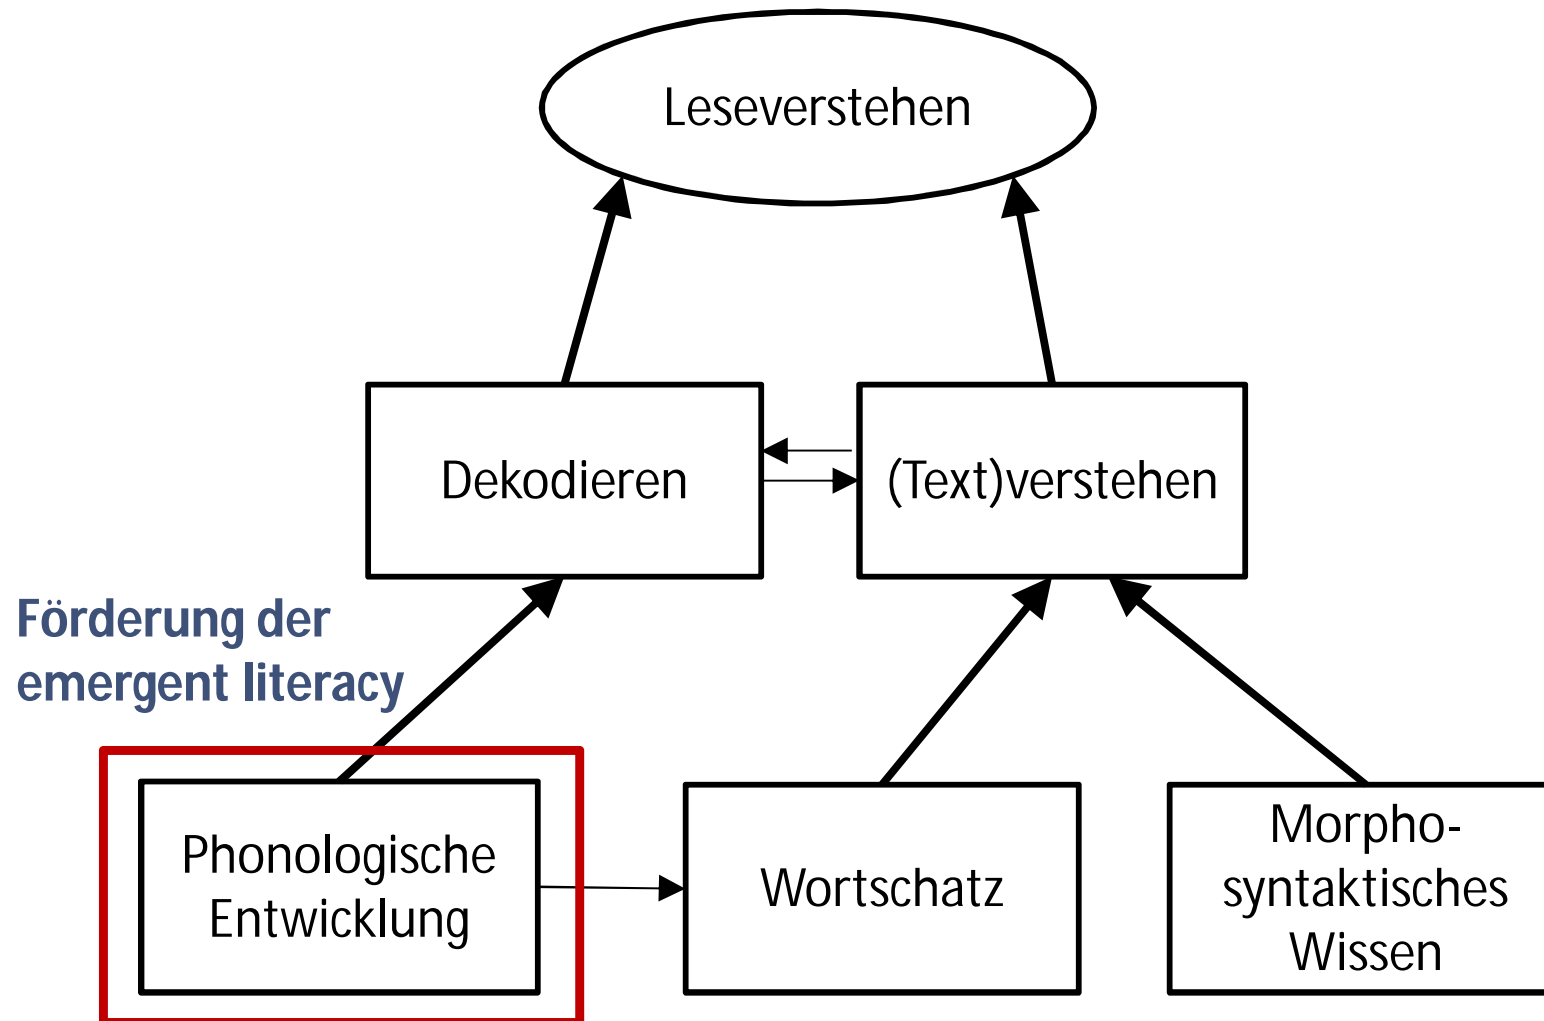 Leseverstehen
Dekodieren
(Text)verstehen
Förderung der
emergent literacy
Phonologische
Entwicklung
Wortschatz
Morpho-
syntaktisches
Wissen